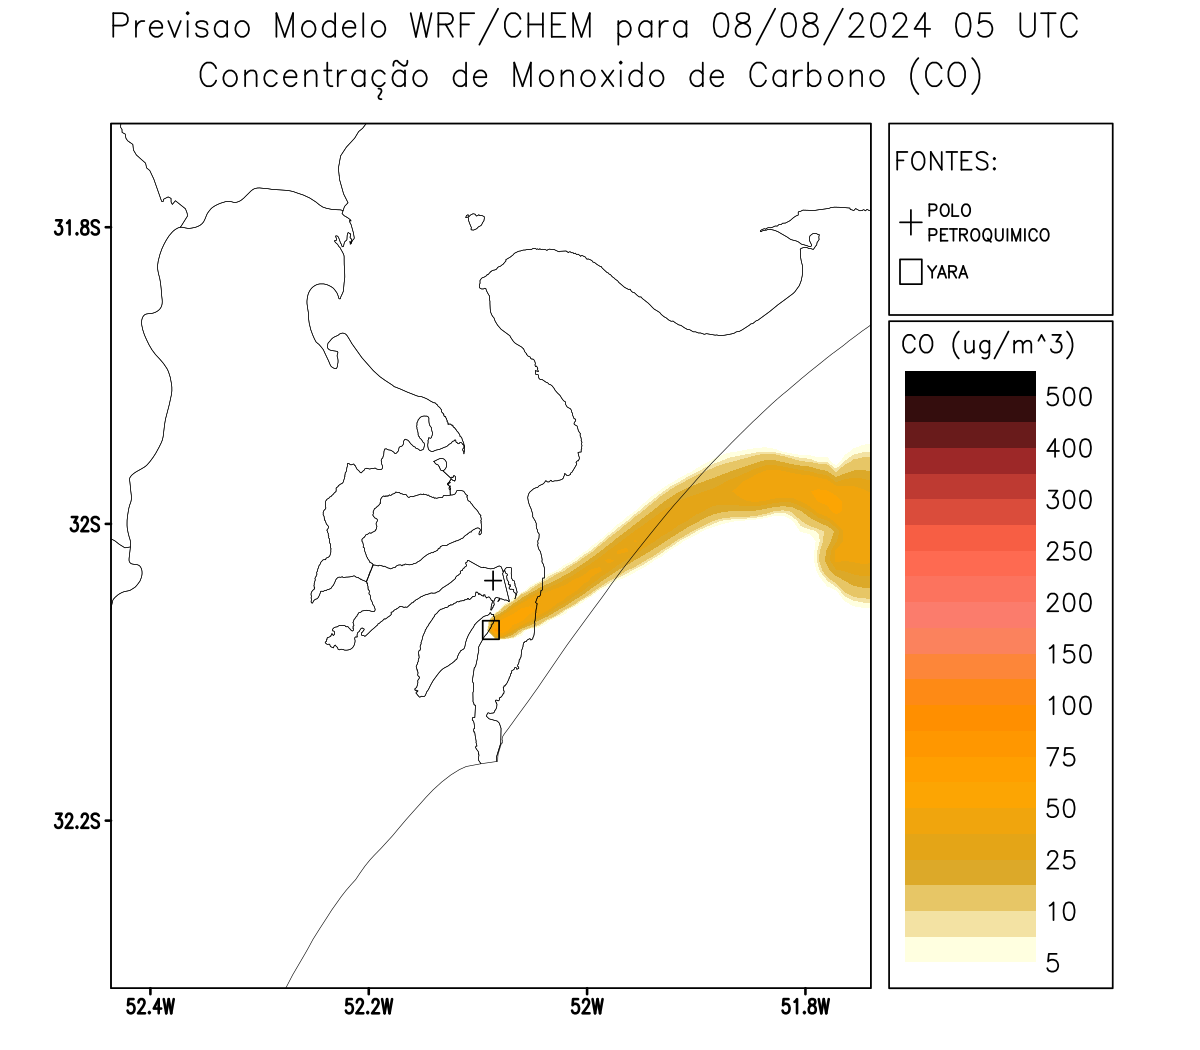 Previsao Modelo WRF/CHEM para 08/08/2024 05 UTC
Concentração de Monoxido de Carbono (CO)
FONTES:
POLO
PETROQUIMICO
YARA
31.8S
32S
32.2S
52.4W
52.2W
52W
51.8W
CO (ug/m^3)
500
400
300
250
200
150
100
75
50
25
10
5